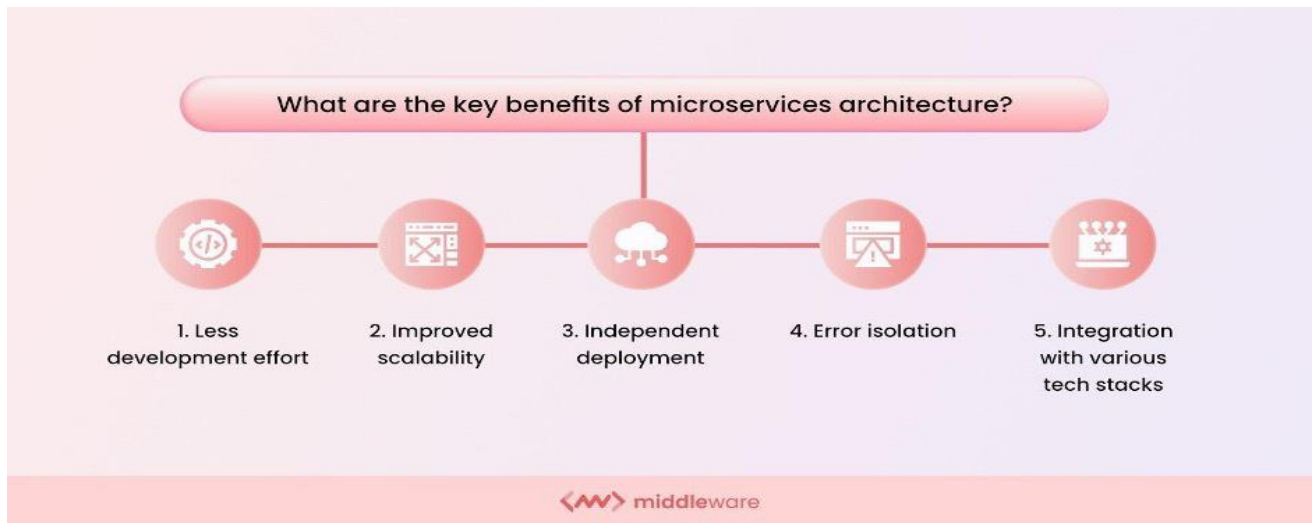 What are the key benefits of microservices architecture?
1. Less
development effort
2. Improved
scalability
3. Independent
deployment
4. Error isolation
5. Integration
with various
tech stacks
middleware